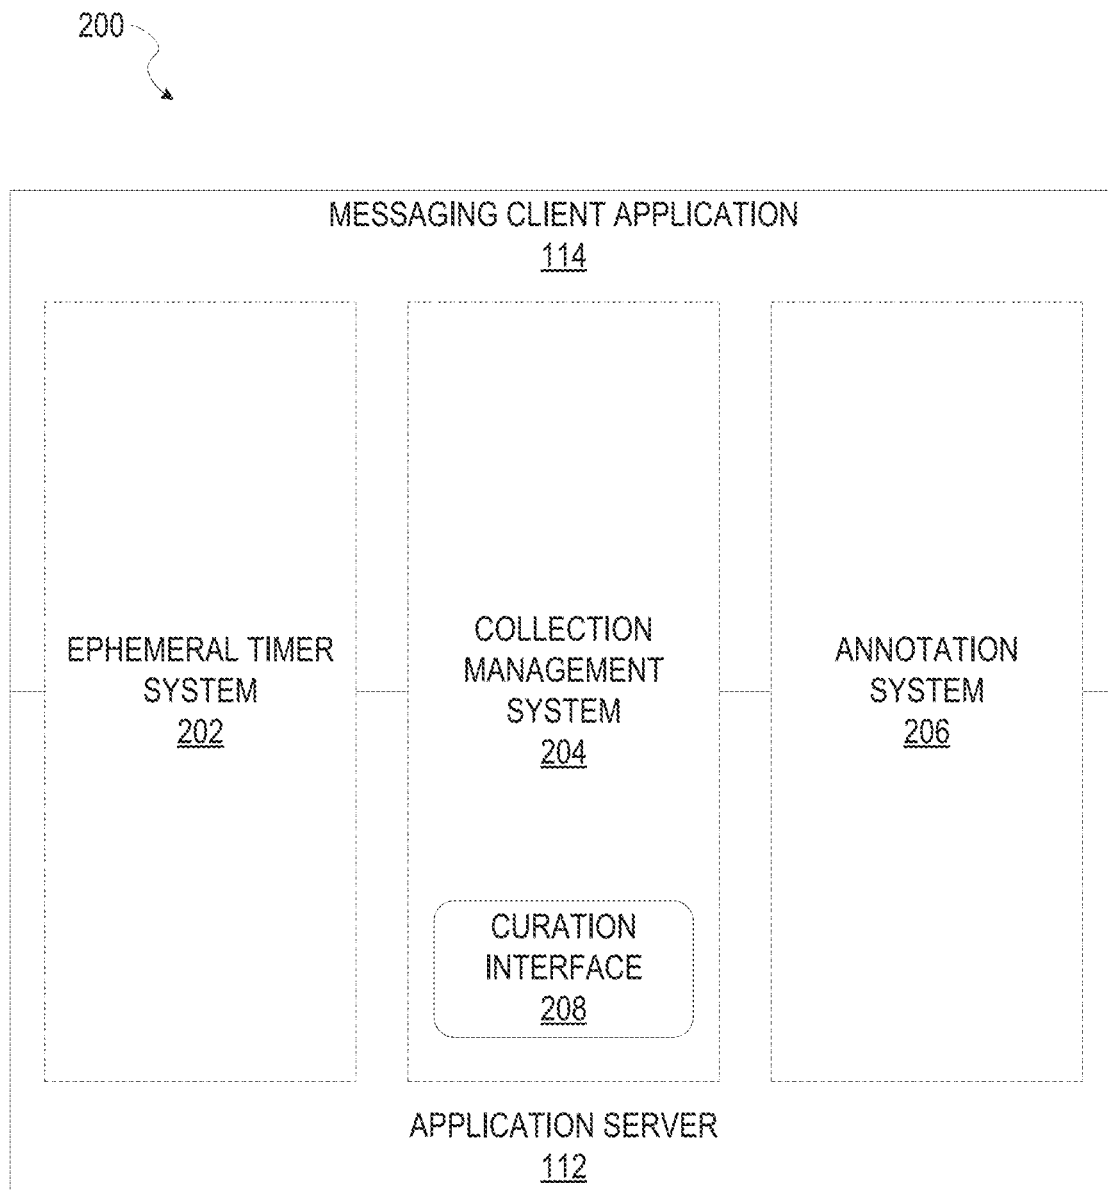 200
MESSAGING CLIENT APPLICATION
114
EPHEMERAL TIMER
SYSTEM
202
COLLECTION
MANAGEMENT
SYSTEM
204
ANNOTATION
SYSTEM
206
CURATION
INTERFACE
208
APPLICATION SERVER
112